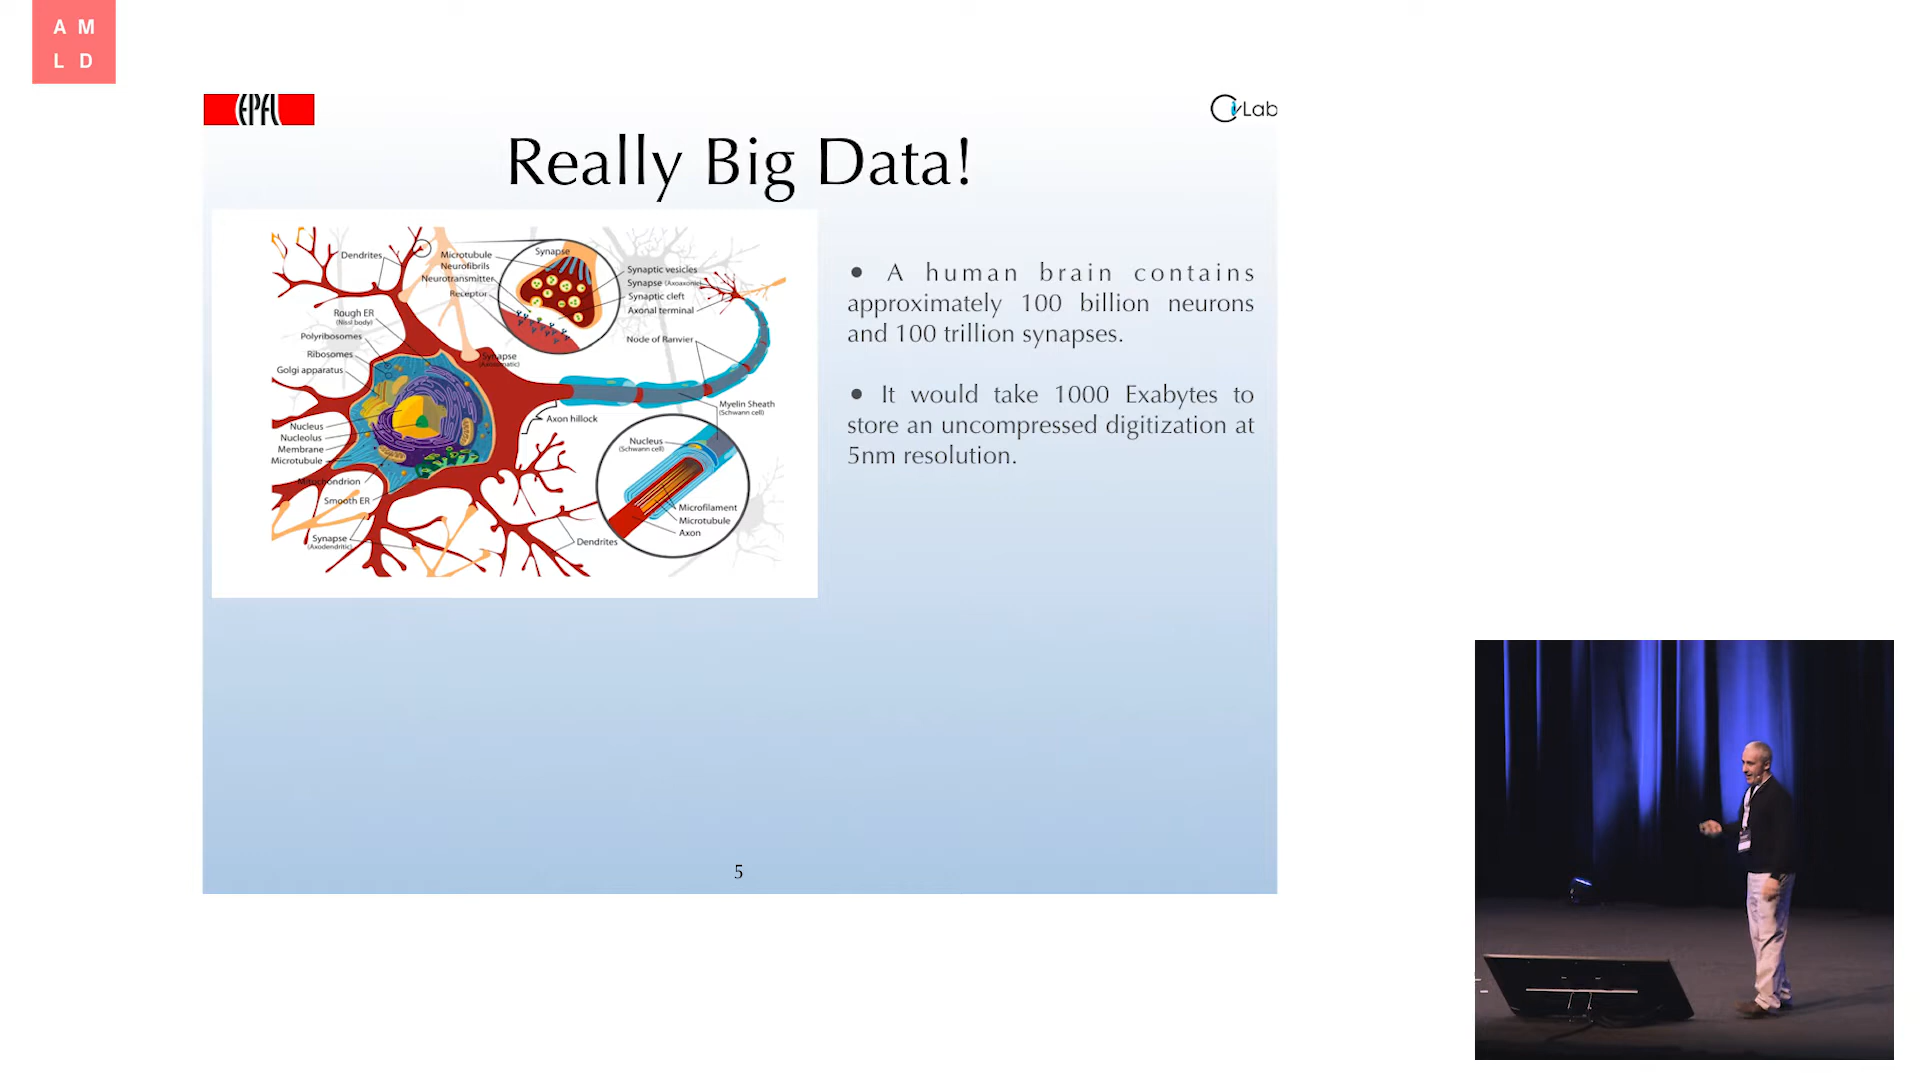 A M
L D
EPFL
CvLab
Really Big Data!
Dendrites
Microtubule
Neurofibrils
Neurotransmitter
Receptor
Synapse
Synaptic vesicles
Synapse (Axoaxonic)
Synaptic cleft
Axonal terminal
Rough ER
(Nissl body)
Polyribosomes
Ribosomes
Golgi apparatus
Synapse
(Axosomatic)
Node of Ranvier
Myelin Sheath
(Schwann cell)
Axon hillock
Nucleus
Nucleolus
Membrane
Microtubule
Mitochondrion
Smooth ER
Synapse
(Axodendritic)
Nucleus
(Schwann cell)
Microfilament
Microtubule
Axon
Dendrites
• A human brain contains
approximately 100 billion neurons
and 100 trillion synapses.
• It would take 1000 Exabytes to
store an uncompressed digitization at
5nm resolution.
5